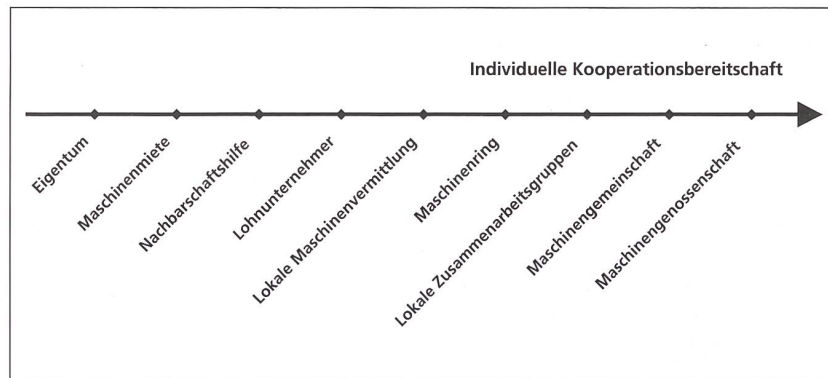 Individuelle Kooperationsbereitschaft
Eigentum
Maschinenmiete
Nachbarschaftshilfe
Lohnunternehmer
Lokale Maschinenvermittlung
Maschinenring
Lokale Zusammenarbeitsgruppen
Maschinengemeinschaft
Maschinengenossenschaft